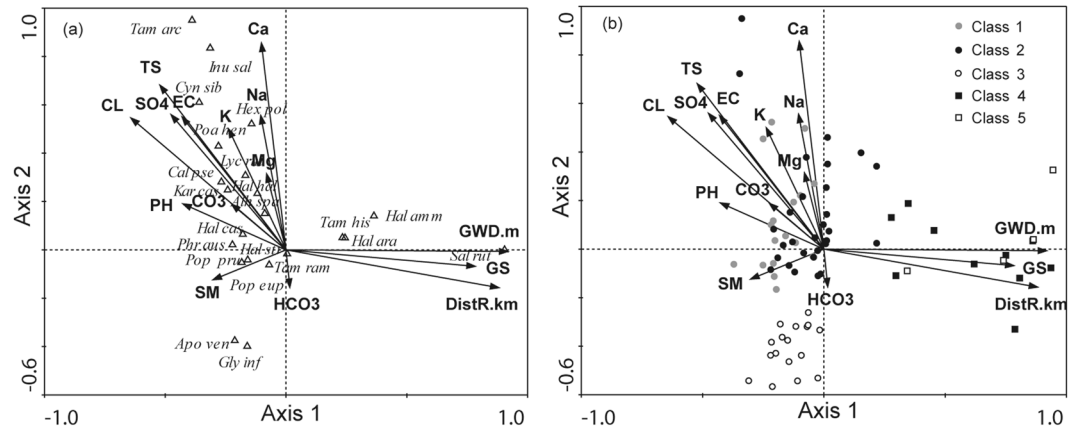 (a)
1.0
Axis 2
-0.6
-1.0
Axis 1
1.0
Tam arc
Inu sal
Ca
TS
Cyn sib
CL
SO4
EC
Na
Hex pol
K
Poa hen
Lyc ru
Mg
Cal pse
Kar cas
Hal hal
CO3
Ath spa
PH
Hal cas
Tam his
Hal amm
GWD.m
Phr aus
Hal str
Hal ara
Sal rut
Pop pru
Tam ram
GS
SM
Pop eup
HCO3
DistR.km
Apo ven
Gly inf
(b)
1.0
Axis 2
-0.6
-1.0
Axis 1
1.0
Class 1
Class 2
Class 3
Class 4
Class 5
Ca
TS
CL
SO4
EC
Na
K
Mg
CO3
PH
GWD.m
GS
SM
HCO3
DistR.km